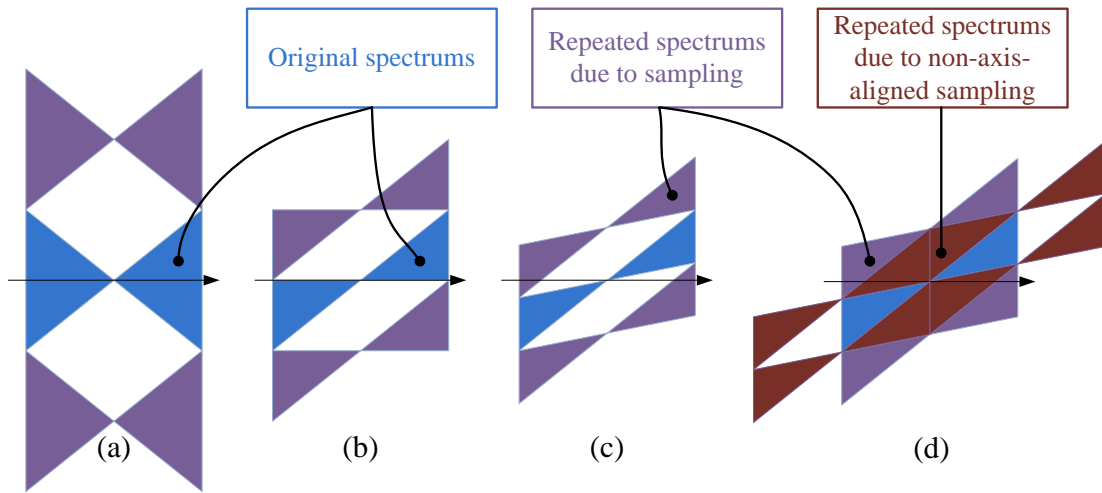 Original spectrums
Repeated spectrums
due to sampling
Repeated spectrums
due to non-axis-
aligned sampling
(a)
(b)
(c)
(d)